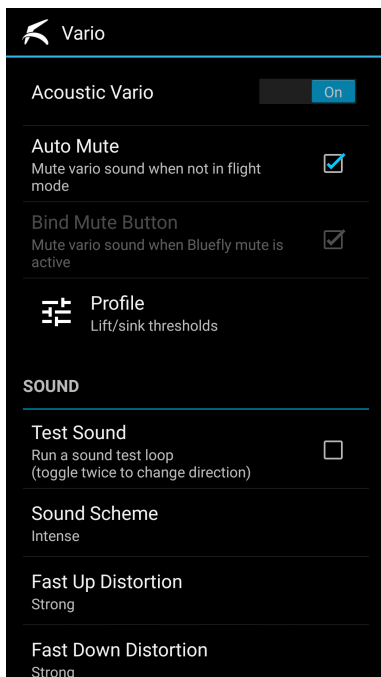 Vario
Acoustic Vario
On
Auto Mute
Mute vario sound when not in flight
mode
Bind Mute Button
Mute vario sound when Bluefly mute is
active
Profile
Lift/sink thresholds
SOUND
Test Sound
Run a sound test loop
(toggle twice to change direction)
Sound Scheme
Intense
Fast Up Distortion
Strong
Fast Down Distortion
Strong